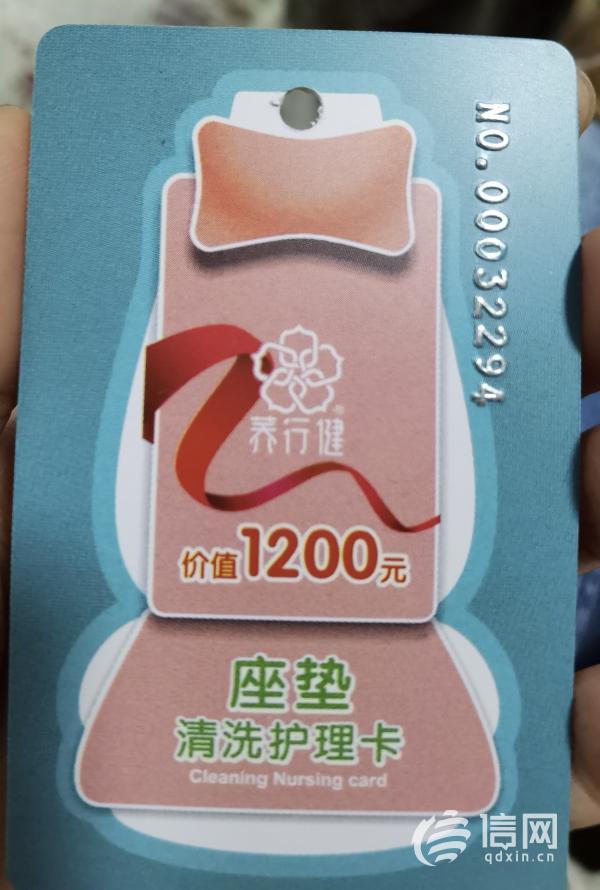 NO.00032294
养行健
价值1200元
座垫
清洗护理卡
Cleaning Nursing card
信网
qdxin.cn